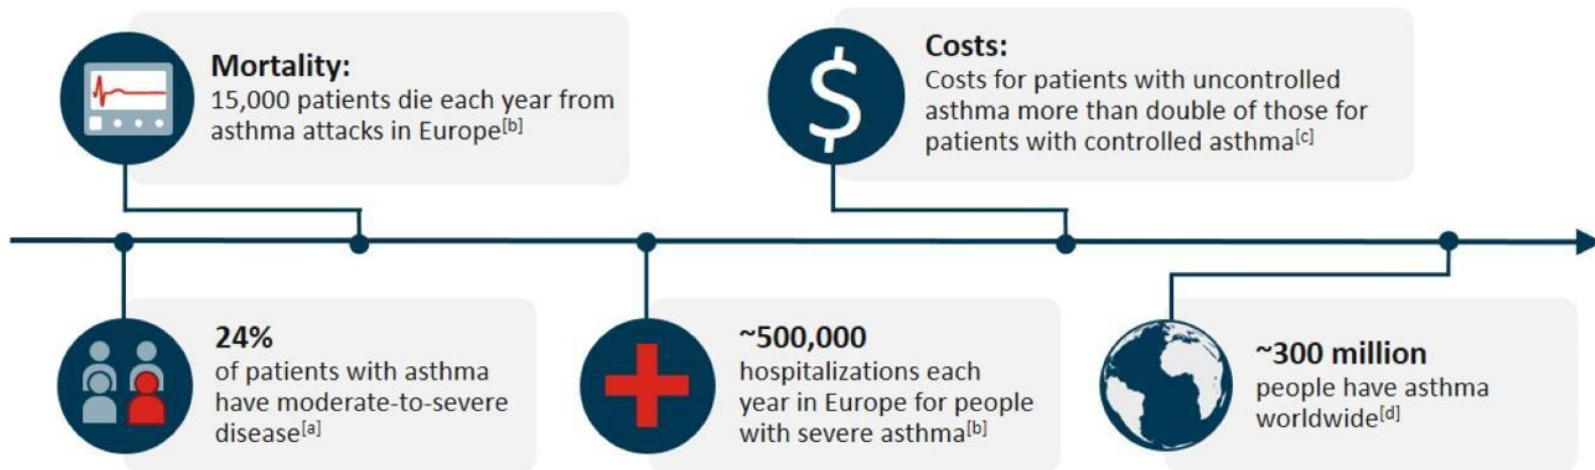 Mortality:
15,000 patients die each year from
asthma attacks in Europe[b]
$
Costs:
Costs for patients with uncontrolled
asthma more than double of those for
patients with controlled asthma[c]
24%
of patients with asthma
have moderate-to-severe
disease[a]
~500,000
hospitalizations each
year in Europe for people
with severe asthma[b]
~300 million
people have asthma
worldwide[d]